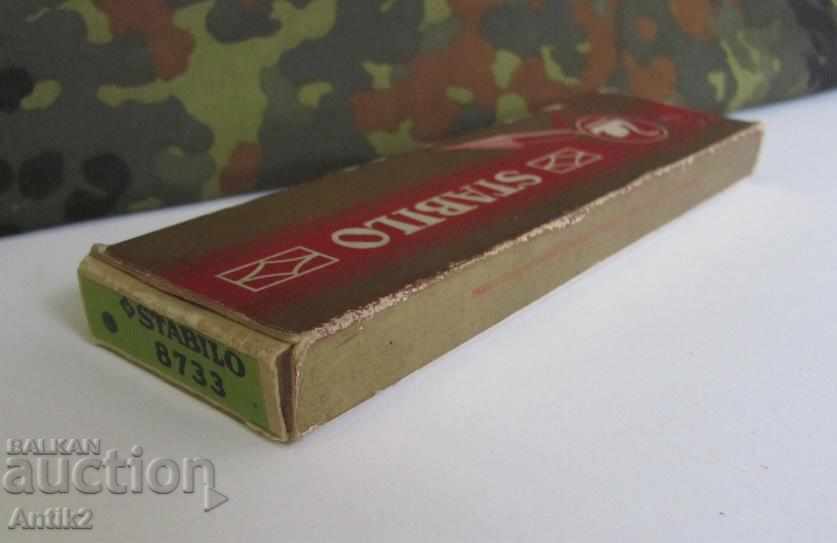 STABILO
STABILO
8733
BALKAN
auction
Antik2